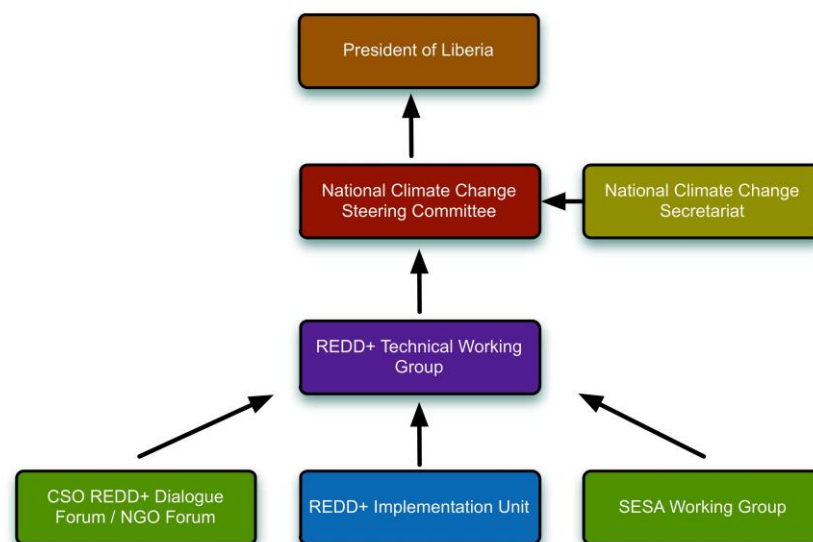 President of Liberia
National Climate Change
Steering Committee
National Climate Change
Secretariat
REDD+ Technical Working
Group
CSO REDD+ Dialogue
Forum / NGO Forum
REDD+ Implementation Unit
SESA Working Group